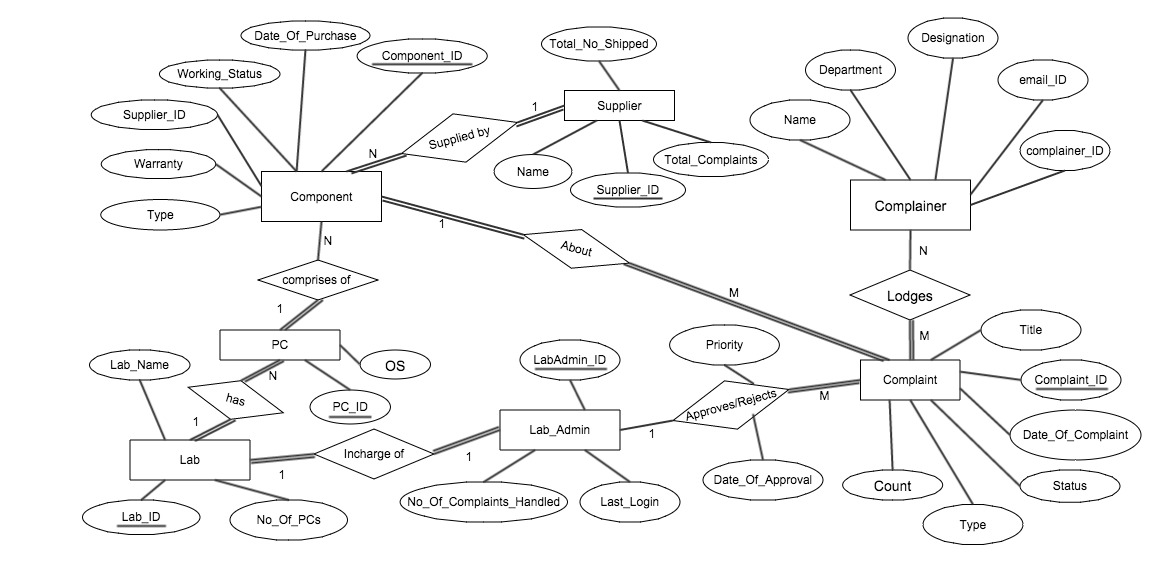 Date_Of_Purchase
Component_ID
Working_Status
Supplier_ID
Warranty
Type
Component
N
Supplied by
1
Total_No_Shipped
Supplier
Name
Supplier_ID
Total_Complaints
Designation
Department
email_ID
Name
complainer_ID
Complainer
N
Lodges
M
1
About
M
N
comprises of
1
PC
OS
PC_ID
N
has
1
Lab_Name
Lab
Lab_ID
No_Of_PCs
1
Incharge of
1
LabAdmin_ID
Lab_Admin
No_Of_Complaints_Handled
Last_Login
1
Approves/Rejects
M
Priority
Date_Of_Approval
Complaint
Title
Complaint_ID
Date_Of_Complaint
Status
Count
Type